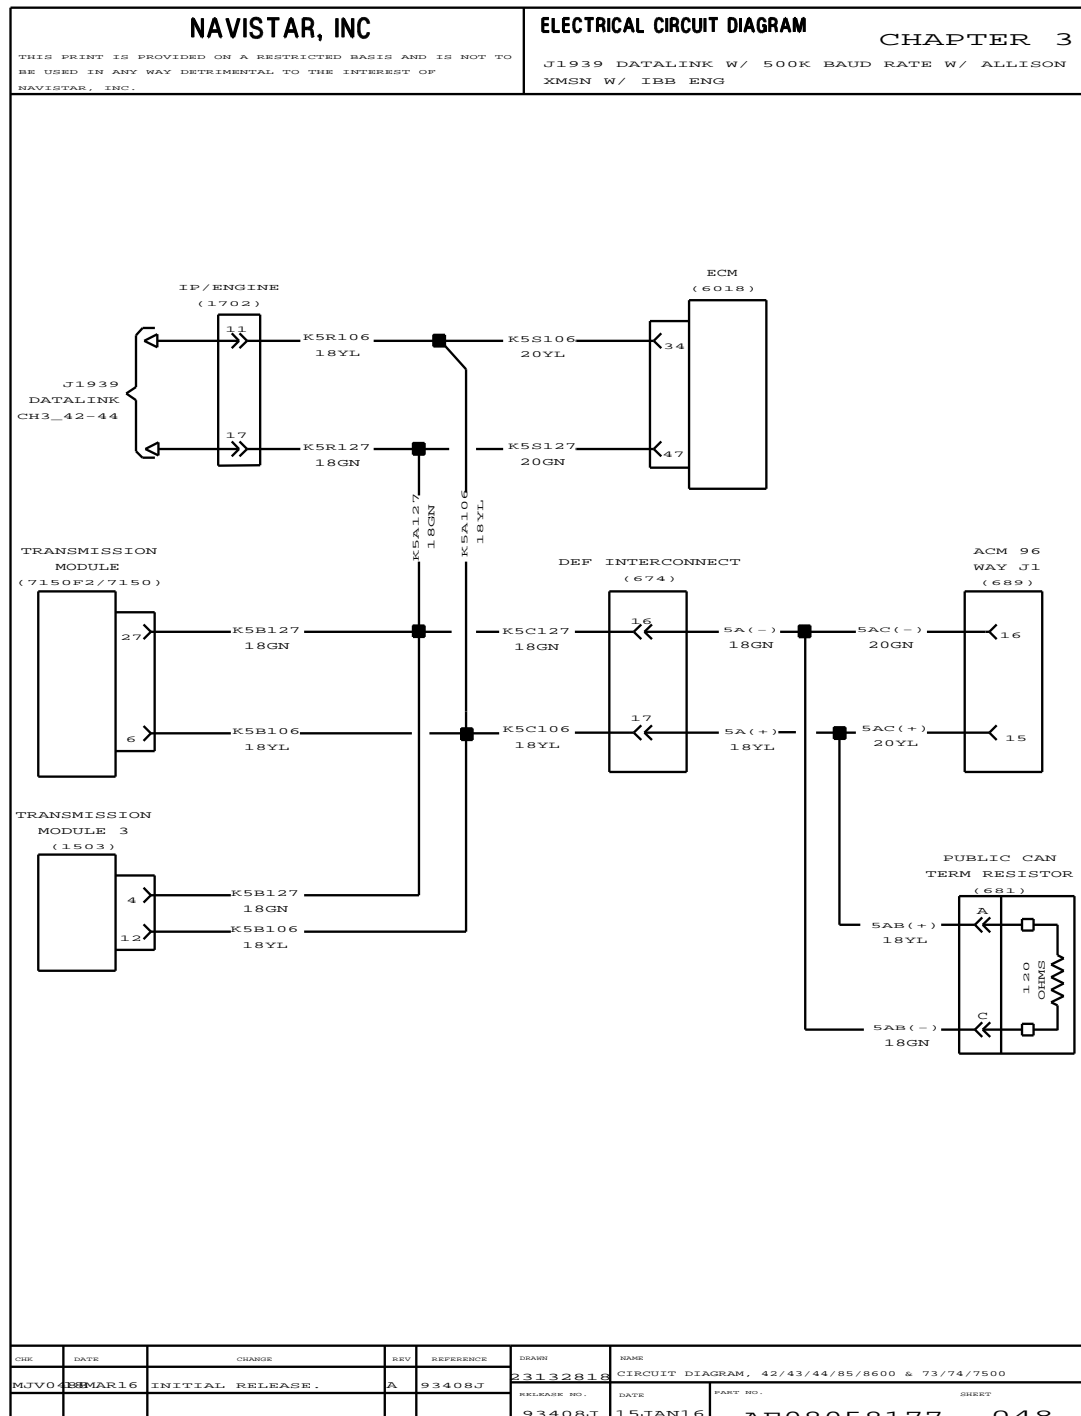 NAVISTAR, INC
THIS PRINT IS PROVIDED ON A RESTRICTED BASIS AND IS NOT TO
BE USED IN ANY WAY DETRIMENTAL TO THE INTEREST OF
NAVISTAR, INC.
ELECTRICAL CIRCUIT DIAGRAM
CHAPTER 3
J1939 DATALINK W/ 500K BAUD RATE W/ ALLISON
XMSN W/ IBB ENG
IP/ENGINE
(1702)
ECM
(6018)
11
K5R106
18YL
K5S106
20YL
34
J1939
DATALINK
CH3_42-44
17
K5R127
18GN
K5S127
20GN
47
K5A127
18GN
K5A106
18YL
TRANSMISSION
MODULE
(7150F2/7150)
DEF INTERCONNECT
(674)
ACM 96
WAY J1
(689)
27
K5B127
18GN
K5C127
18GN
16
5A(-)
18GN
5AC(-)
20GN
16
6
K5B106
18YL
K5C106
18YL
17
5A(+)
18YL
5AC(+)
20YL
15
TRANSMISSION
MODULE 3
(1503)
4
K5B127
18GN
12
K5B106
18YL
PUBLIC CAN
TERM RESISTOR
(681)
A
5AB(+)
18YL
120
OHMS
C
5AB(-)
18GN
CHK DATE CHANGE REV REFERENCE
INITIAL RELEASE. A 93408J
DRAWN
23132818
NAME
CIRCUIT DIAGRAM, 42/43/44/85/8600 & 73/74/7500
RELEASE NO.
93408J
DATE
15JAN16
PART NO.
SHEET